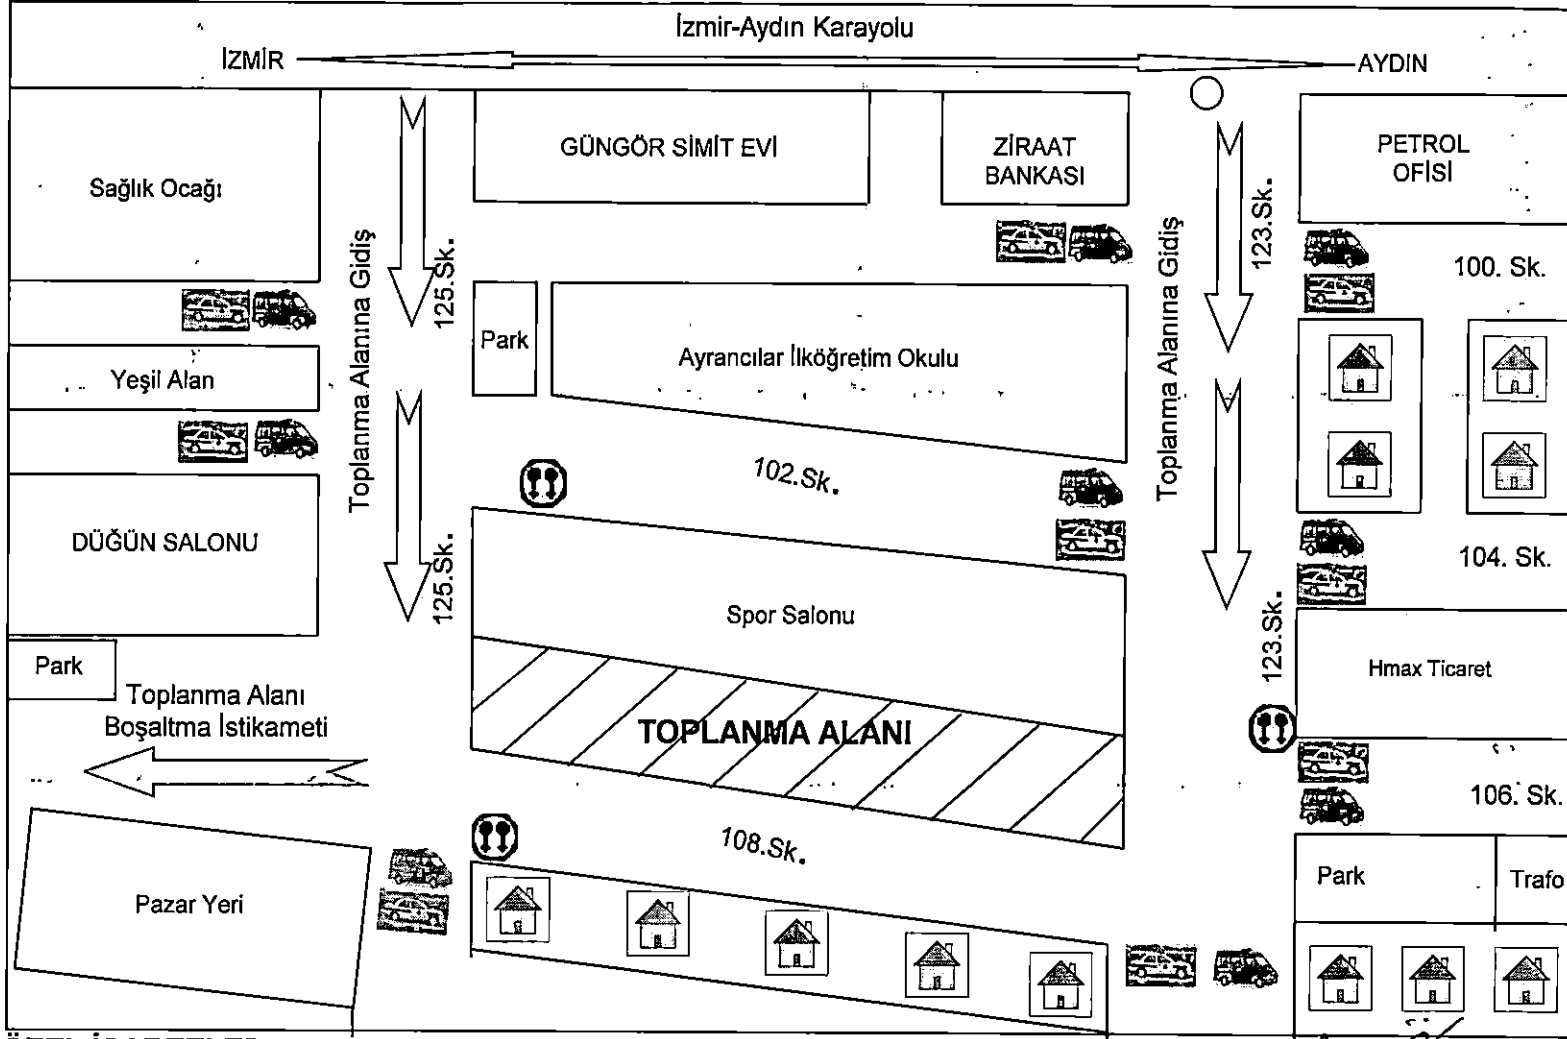 İzmir-Aydın Karayolu
İZMİR
AYDIN
Sağlık Ocağı
GÜNGÖR SİMİT EVİ
ZİRAAT
BANKASI
PETROL
OFİSİ
Toplanma Alanına Gidiş
125.Sk.
Toplanma Alanına Gidiş
123.Sk.
100. Sk.
Yeşil Alan
Park
Ayrancılar İlköğretim Okulu
102.Sk.
DÜĞÜN SALONU
125.Sk.
Spor Salonu
104. Sk.
123.Sk.
Hmax Ticaret
Park
Toplanma Alanı
Boşaltma İstikameti
TOPLANMA ALANI
106. Sk.
108.Sk.
Pazar Yeri
Park
Trafo